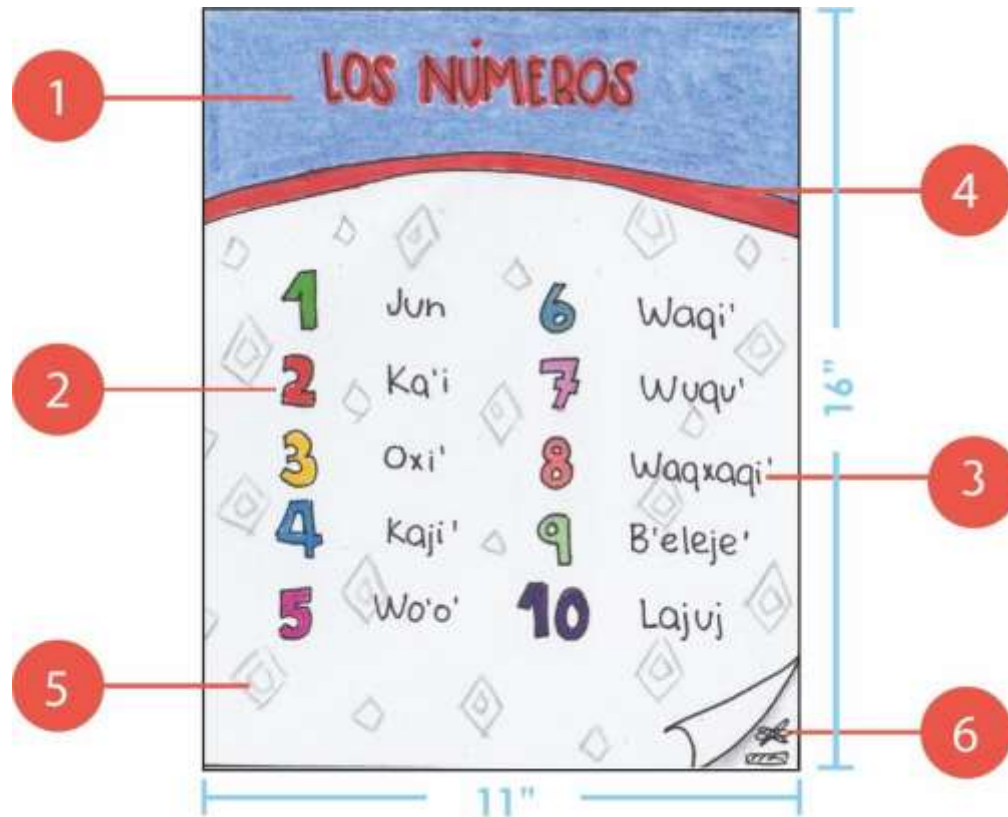 LOS NÚMEROS
1 Jun 6 Waqi'
2 Ka'i 7 Wuqu'
3 Oxi' 8 Waqxaqi'
4 Kaji' 9 B'eleje'
5 Wo'o' 10 Lajuj
1
2
5
4
3
6
16"
11"